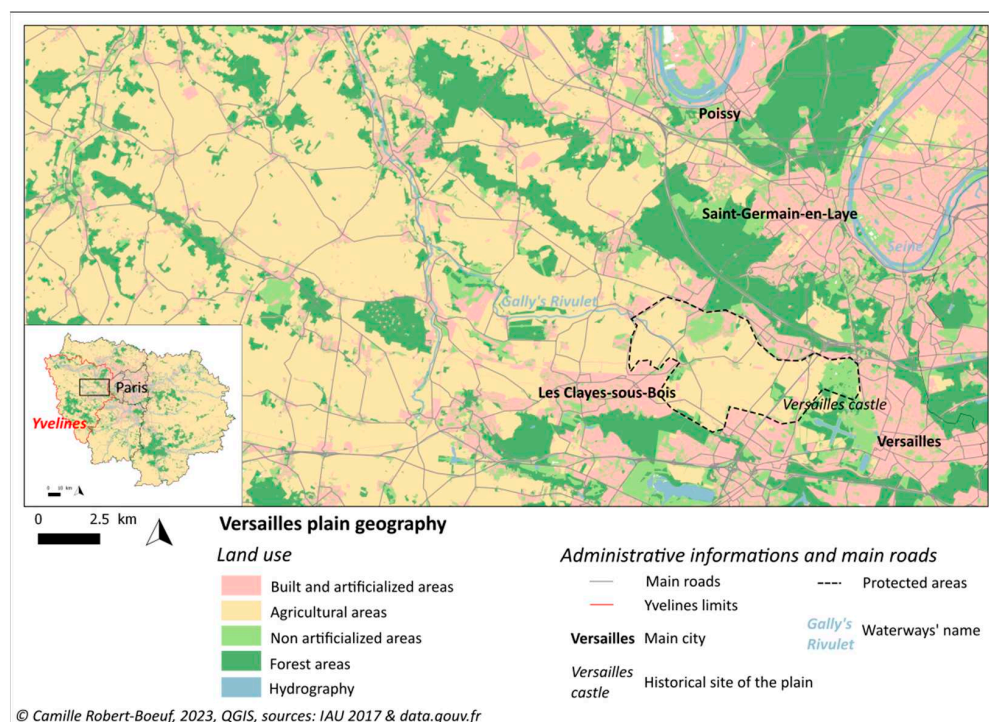 Poissy
Saint-Germain-en-Laye
Seine
Gally's Rivulet
Les Clayes-sous-Bois
Versailles castle
Versailles
Paris
Yvelines
0 10 km
0 2.5 km
Versailles plain geography
Land use
Built and artificialized areas
Agricultural areas
Non artificialized areas
Forest areas
Hydrography
Administrative informations and main roads
Main roads
Yvelines limits
Versailles Main city
Versailles
castle
Historical site of the plain
Protected areas
Gally's
Rivulet
Waterways' name
© Camille Robert-Boeuf, 2023, QGIS, sources: IAU 2017 & data.gouv.fr